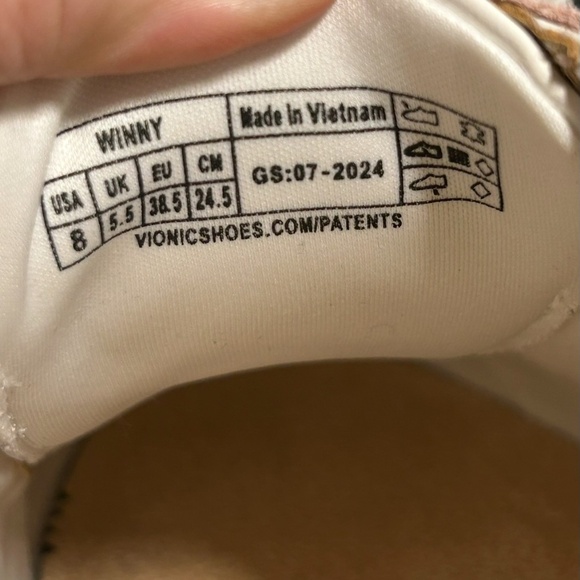 WINNY
Made in Vietnam
USA UK EU CM
8 5.5 38.5 24.5
GS:07-2024
VIONICSHOES.COM/PATENTS